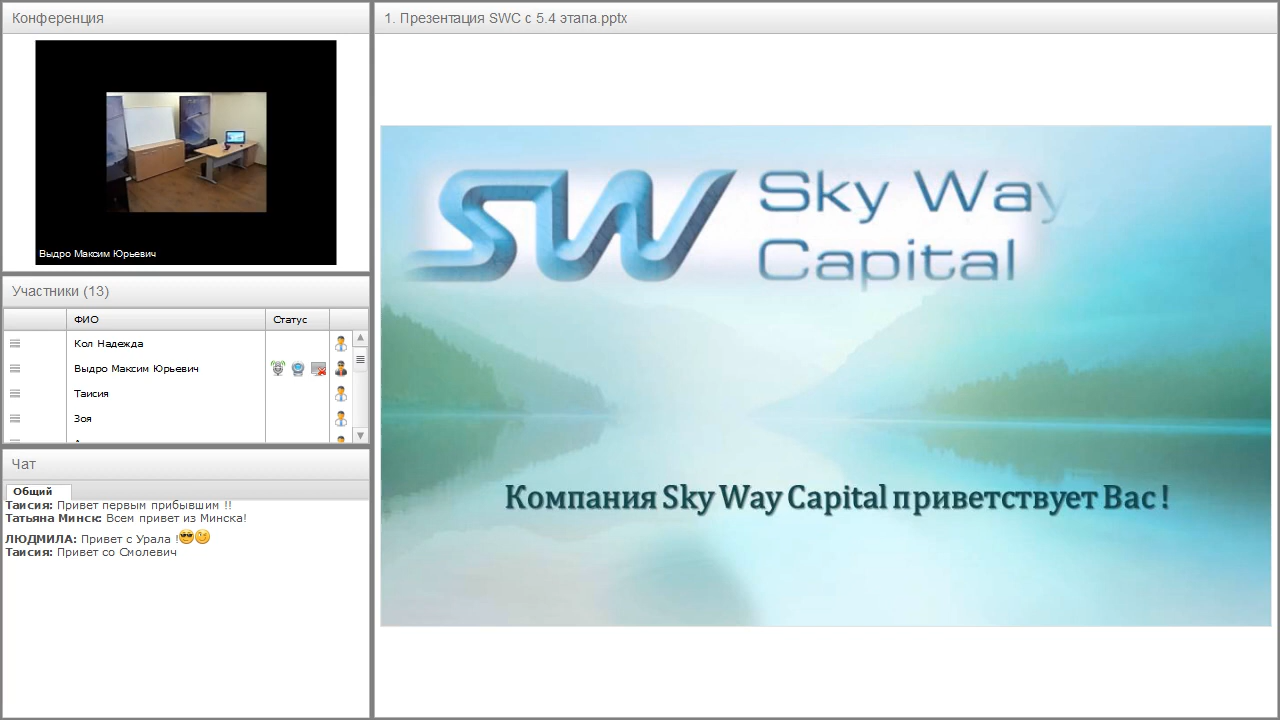 Конференция
Выдро Максим Юрьевич
Участники (13)
ФИО Статус
Кол Надежда
Выдро Максим Юрьевич
Таисия
Зоя
Чат
Общий
Таисия: Привет первым прибывшим !!
Татьяна Минск: Всем привет из Минска!
ЛЮДМИЛА: Привет с Урала !
Таисия: Привет со Смолевич
1. Презентация SWC с 5.4 этапа.pptx
SW Sky Way
Capital
Компания Sky Way Capital приветствует Вас !